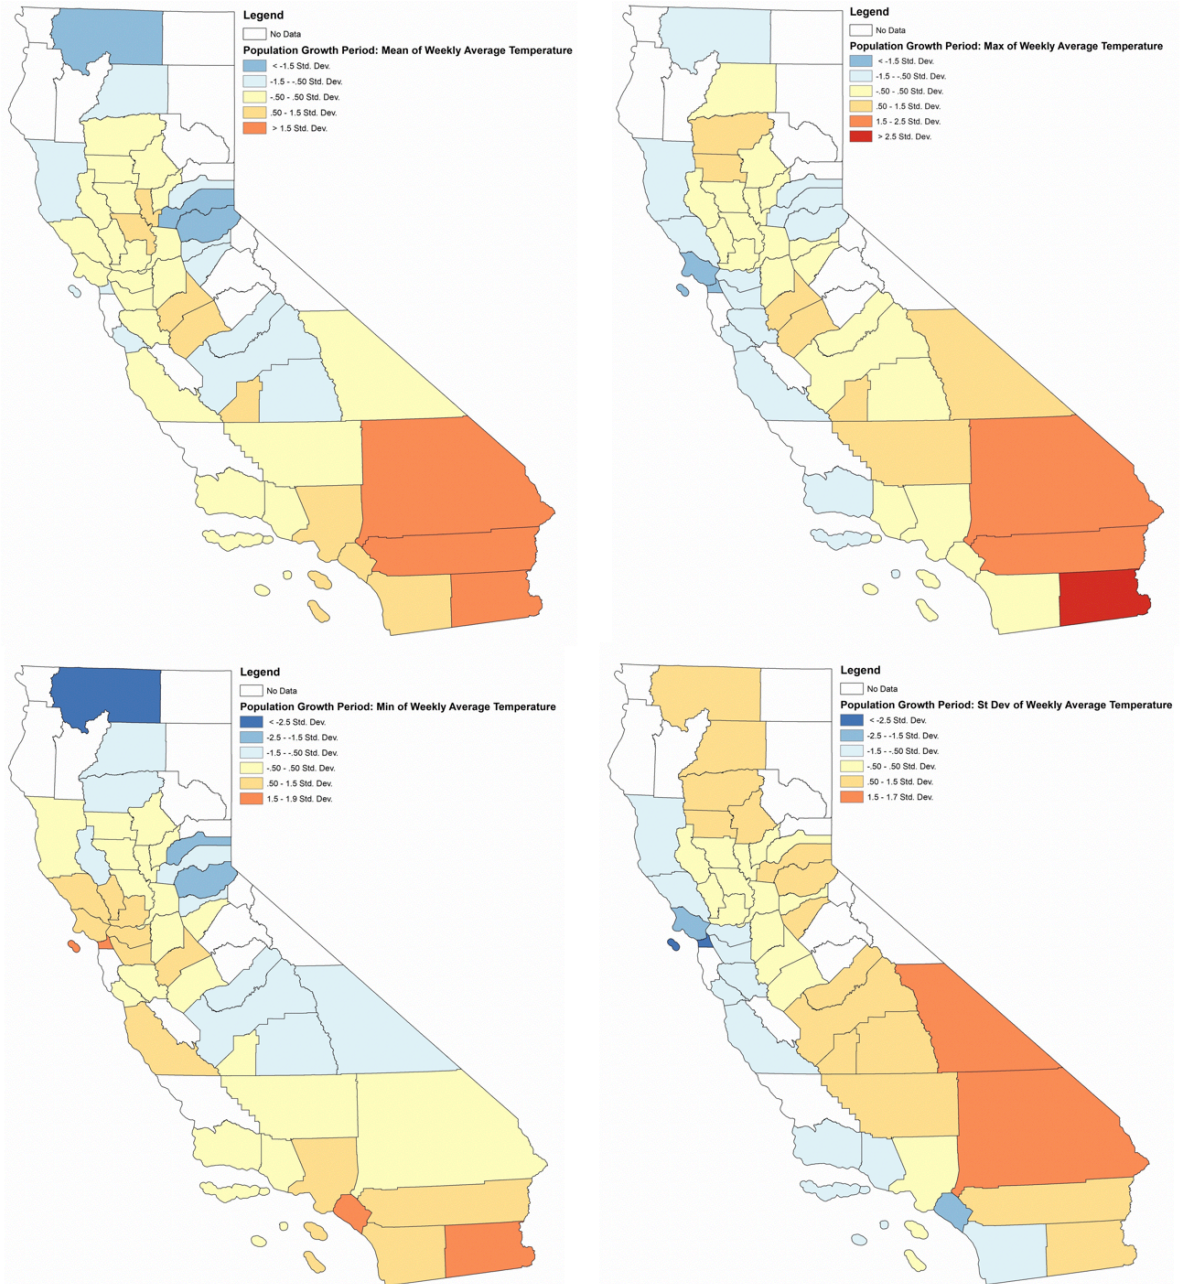 Legend
No Data
Population Growth Period: Mean of Weekly Average Temperature
< -1.5 Std. Dev.
-1.5 - -.50 Std. Dev.
-.50 - .50 Std. Dev.
.50 - 1.5 Std. Dev.
> 1.5 Std. Dev.
Legend
No Data
Population Growth Period: Max of Weekly Average Temperature
< -1.5 Std. Dev.
-1.5 - -.50 Std. Dev.
-.50 - .50 Std. Dev.
.50 - 1.5 Std. Dev.
1.5 - 2.5 Std. Dev.
> 2.5 Std. Dev.
Legend
No Data
Population Growth Period: Min of Weekly Average Temperature
< -2.5 Std. Dev.
-2.5 - -1.5 Std. Dev.
-1.5 - -.50 Std. Dev.
-.50 - .50 Std. Dev.
.50 - 1.5 Std. Dev.
1.5 - 1.9 Std. Dev.
Legend
No Data
Population Growth Period: St Dev of Weekly Average Temperature
< -2.5 Std. Dev.
-2.5 - -1.5 Std. Dev.
-1.5 - -.50 Std. Dev.
-.50 - .50 Std. Dev.
.50 - 1.5 Std. Dev.
1.5 - 1.7 Std. Dev.